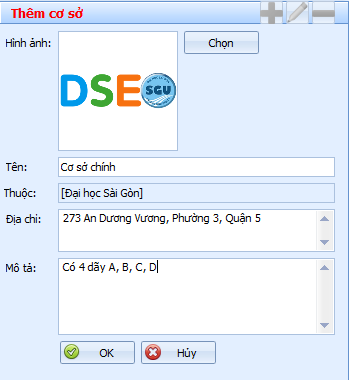 Thêm cơ sở
Hình ảnh:
DSE SGU
Chọn
Tên: Cơ sở chính
Thuộc: [Đại học Sài Gòn]
Địa chỉ: 273 An Dương Vương, Phường 3, Quận 5
Mô tả: Có 4 dãy A, B, C, D
OK Hủy